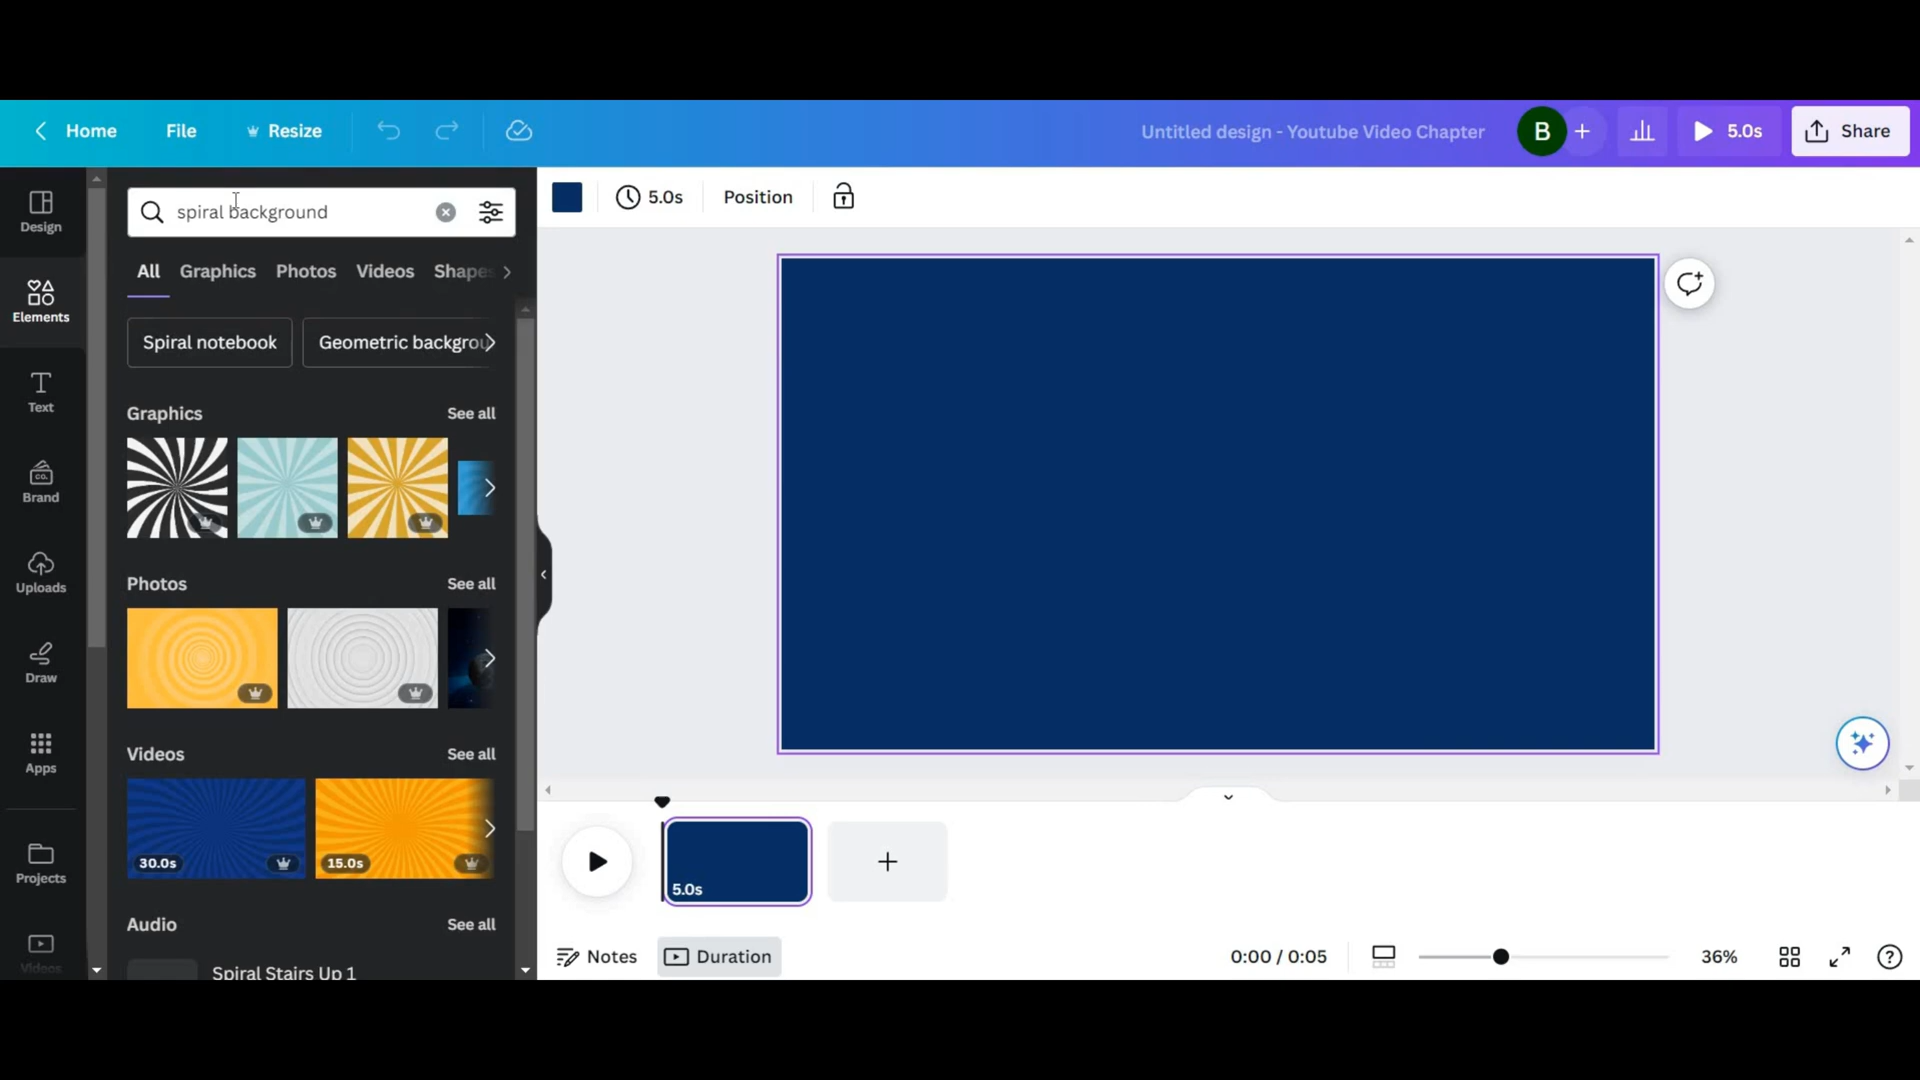 Home
File
Resize
Untitled design - Youtube Video Chapter
B
5.0s
Share
Design
Elements
Text
CO.
Brand
Uploads
Draw
Apps
Projects
Videos
spiral background
All
Graphics
Photos
Videos
Shapes
Spiral notebook
Geometric backgrou
Graphics
See all
Photos
See all
Videos
See all
30.0s
15.0s
Audio
See all
Spiral Stairs Up 1
5.0s
Position
5.0s
Notes
Duration
0:00 / 0:05
36%